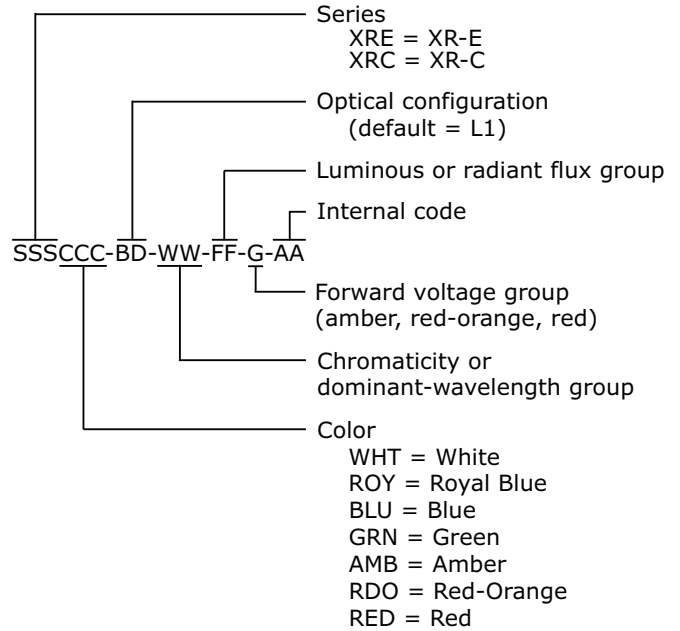 Series
XRE = XR-E
XRC = XR-C
Optical configuration
(default = L1)
Luminous or radiant flux group
Internal code
SSSCCC-BD-WW-FF-G-AA
Forward voltage group
(amber, red-orange, red)
Chromaticity or
dominant-wavelength group
Color
WHT = White
ROY = Royal Blue
BLU = Blue
GRN = Green
AMB = Amber
RDO = Red-Orange
RED = Red